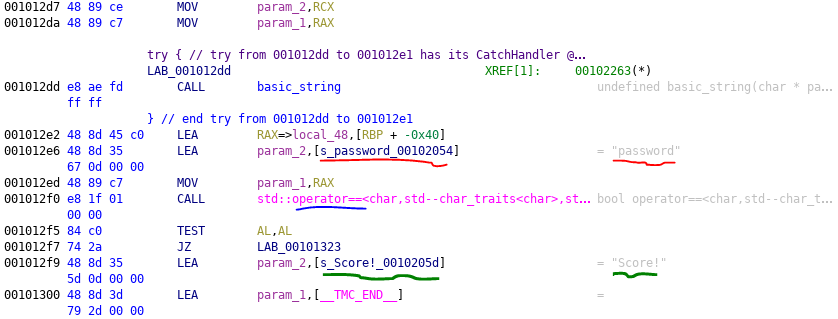 001012d7 48 89 ce MOV param_2,RCX
001012da 48 89 c7 MOV param_1,RAX
try { // try from 001012dd to 001012e1 has its CatchHandler @...
LAB_001012dd XREF[1]: 00102263(*)
001012dd e8 ae fd CALL basic_string undefined basic_string(char * pa...
ff ff
} // end try from 001012dd to 001012e1
001012e2 48 8d 45 c0 LEA RAX=>local_48,[RBP + -0x40]
001012e6 48 8d 35 LEA param_2,[s_password_00102054] = "password"
67 0d 00 00
001012ed 48 89 c7 MOV param_1,RAX
001012f0 e8 1f 01 CALL std::operator==<char,std--char_traits<char>,st... bool operator==<char,std--char_t...
00 00
001012f5 84 c0 TEST AL,AL
001012f7 74 2a JZ LAB_00101323
001012f9 48 8d 35 LEA param_2,[s_Score!_0010205d] = "Score!"
5d 0d 00 00
00101300 48 8d 3d LEA param_1,[__TMC_END__] =
79 2d 00 00